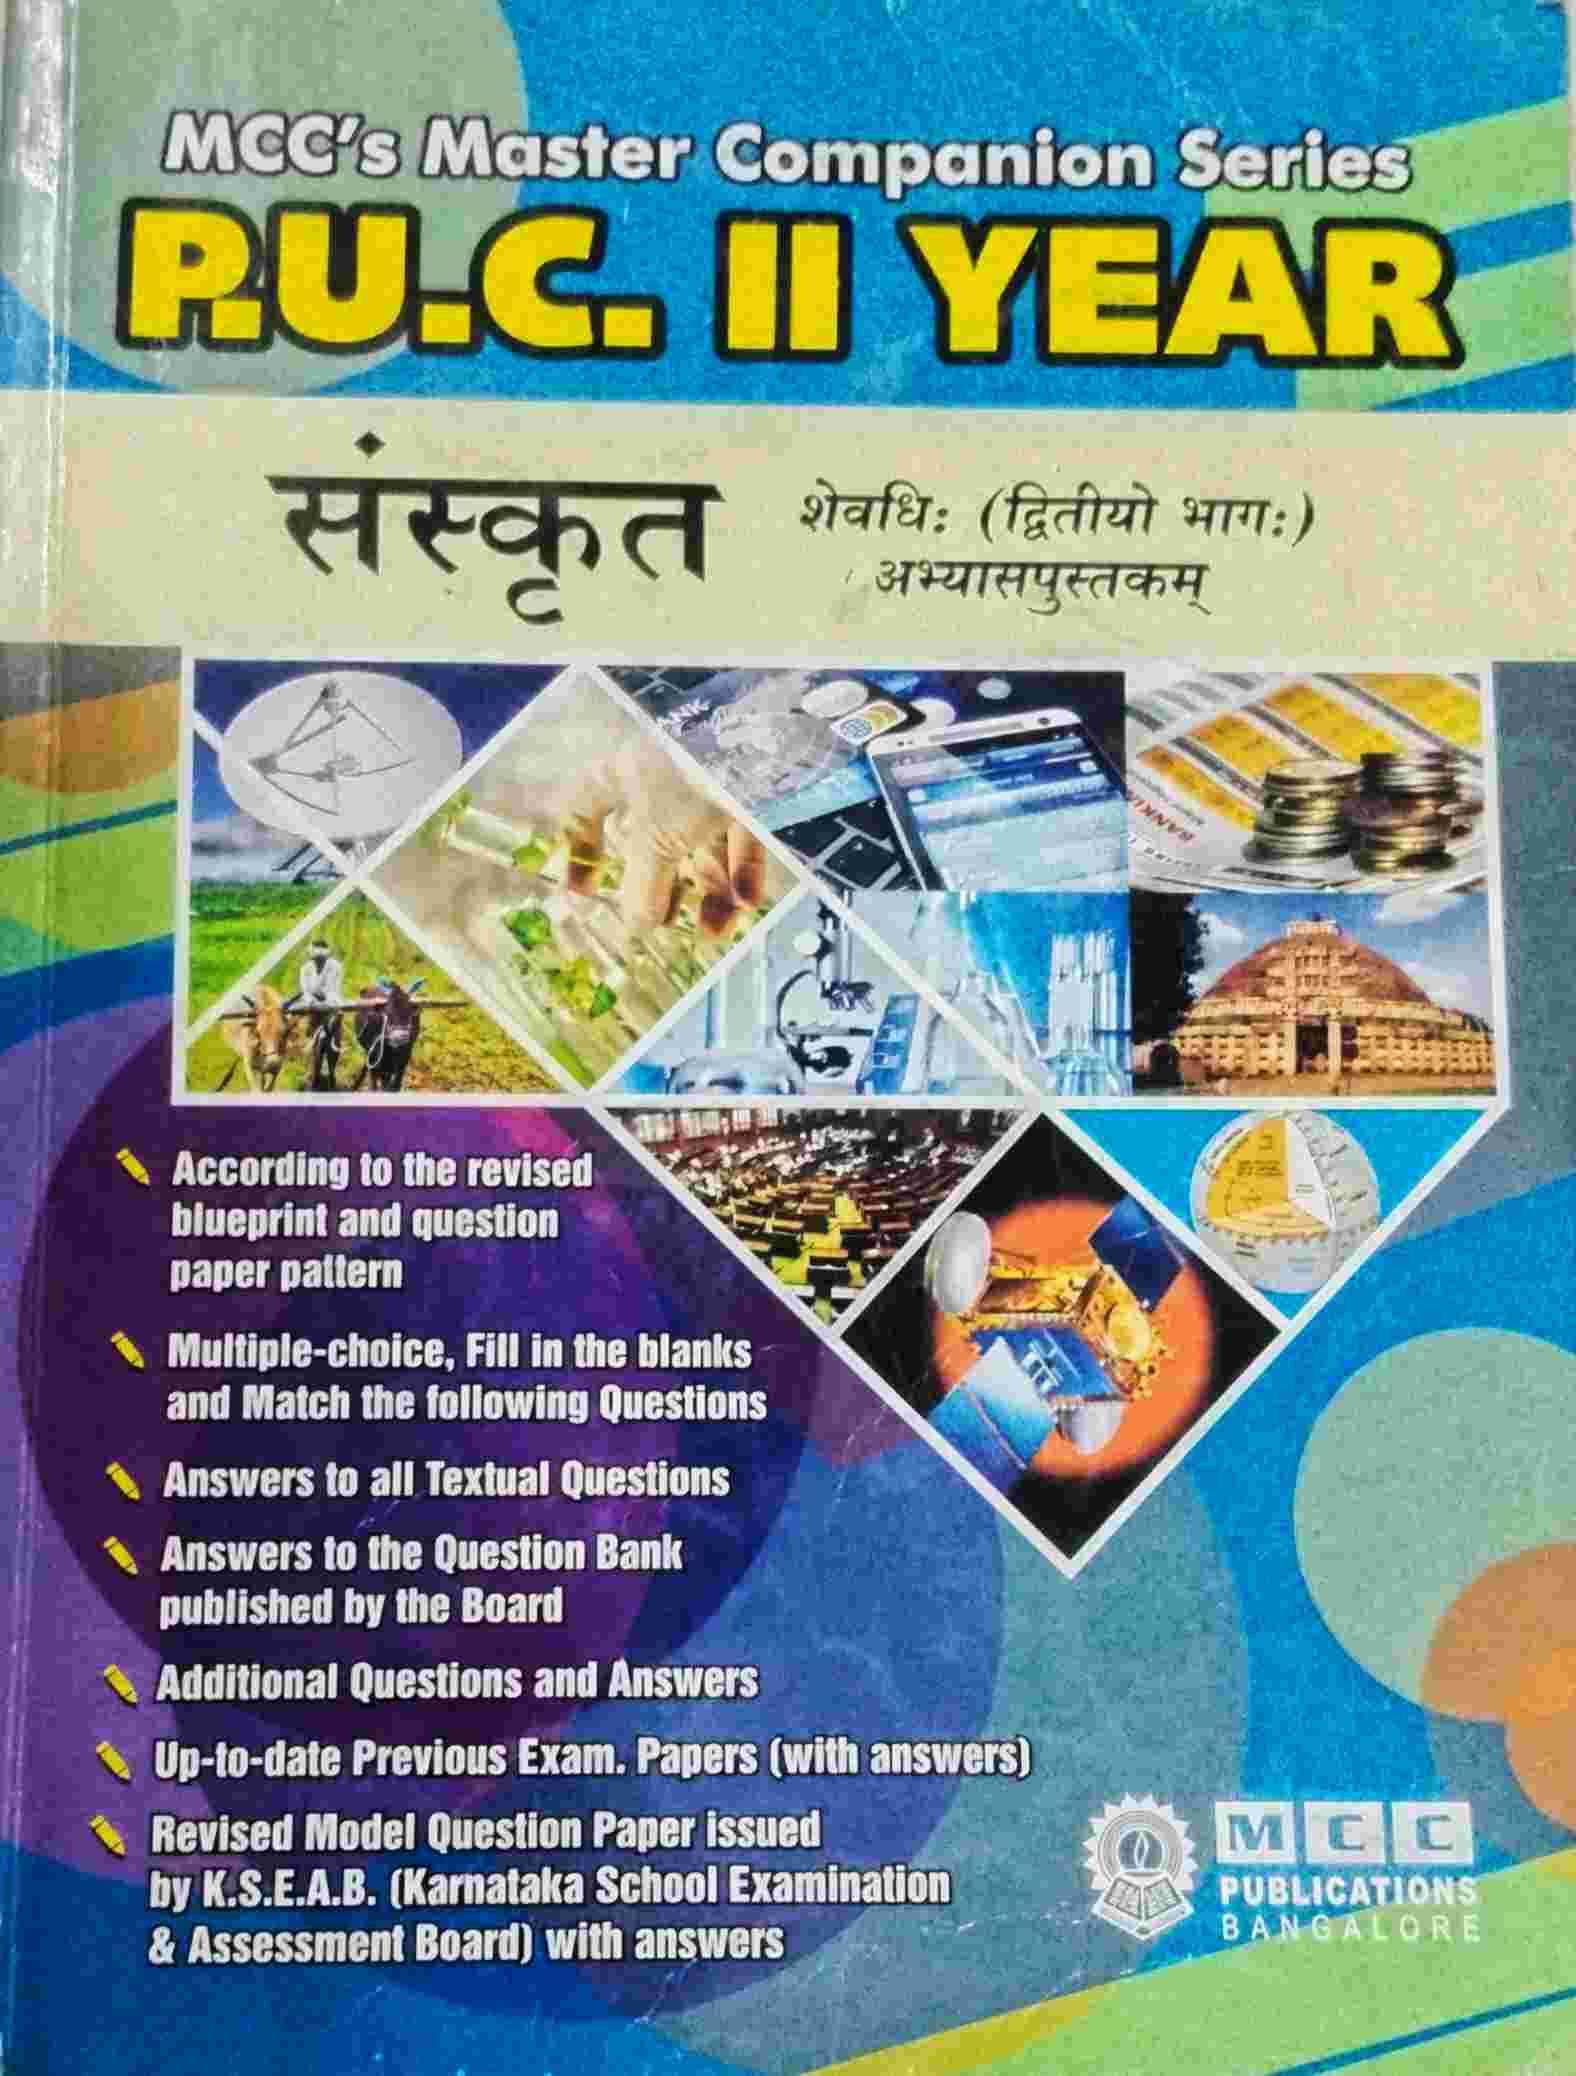 MCC's Master Companion Series
P.U.C. II YEAR
संस्कृत
शेवधिः (द्वितीयो भागः)
अभ्यासपुस्तकम्
BANKING
According to the revised
blueprint and question
paper pattern
Multiple-choice, Fill in the blanks
and Match the following Questions
Answers to all Textual Questions
Answers to the Question Bank
published by the Board
Additional Questions and Answers
Up-to-date Previous Exam. Papers (with answers)
Revised Model Question Paper issued
by K.S.E.A.B. (Karnataka School Examination
& Assessment Board) with answers
MCC
PUBLICATIONS
BANGALORE